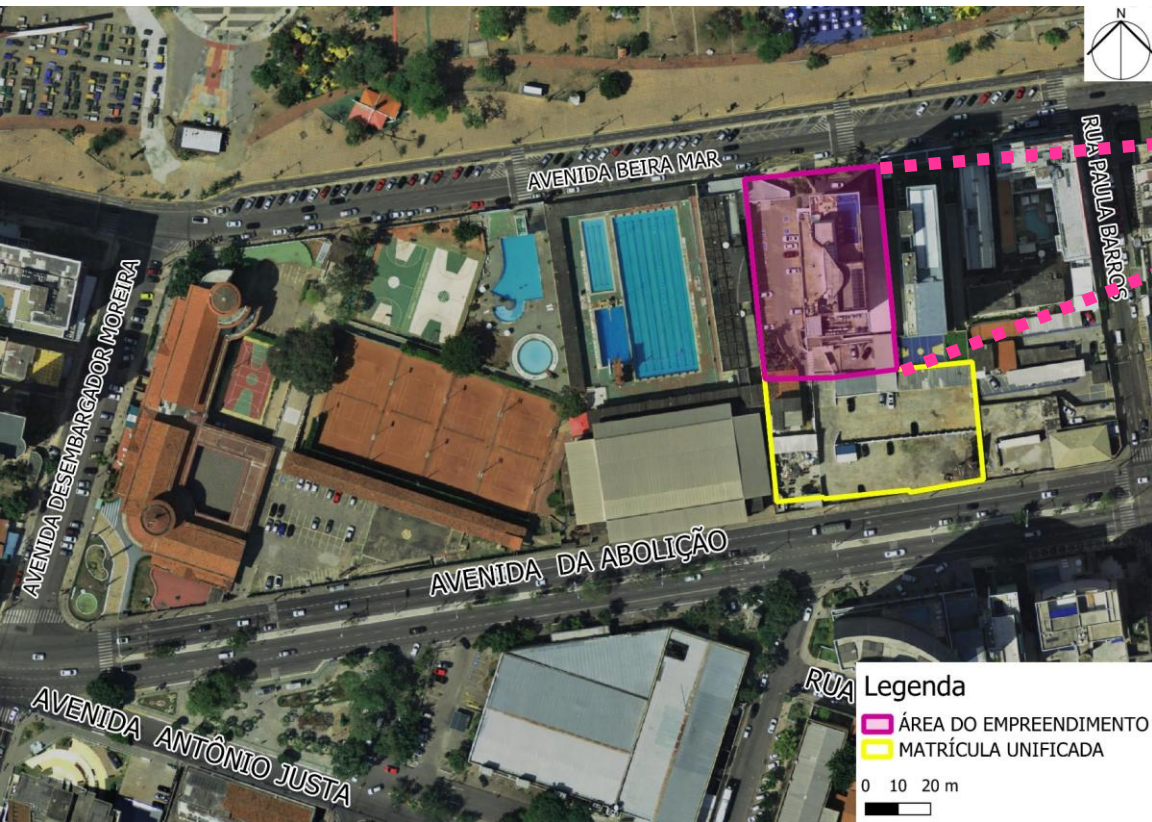 N
AVENIDA BEIRA MAR
RUA PAULA BARROS
AVENIDA DESEMBARGADOR MOREIRA
AVENIDA DA ABOLIÇÃO
AVENIDA ANTÔNIO JUSTA
RUA
Legenda
ÁREA DO EMPREENDIMENTO
MATRÍCULA UNIFICADA
0 10 20 m